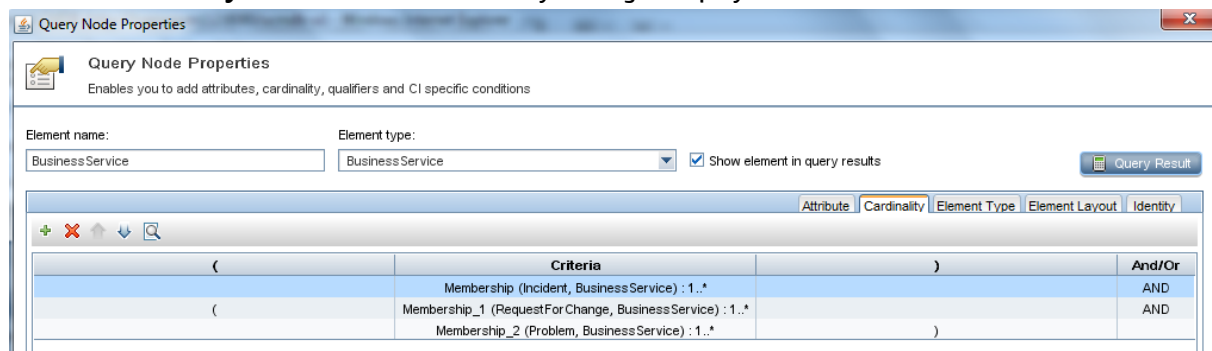 Query Node Properties
Query Node Properties
Enables you to add attributes, cardinality, qualifiers and CI specific conditions
Element name: Element type:
BusinessService BusinessService Show element in query results Query Result
Attribute Cardinality Element Type Element Layout Identity
( Criteria ) And/Or
Membership (Incident, BusinessService) : 1..* AND
( Membership_1 (RequestForChange, BusinessService) : 1..* AND
Membership_2 (Problem, BusinessService) : 1..* )